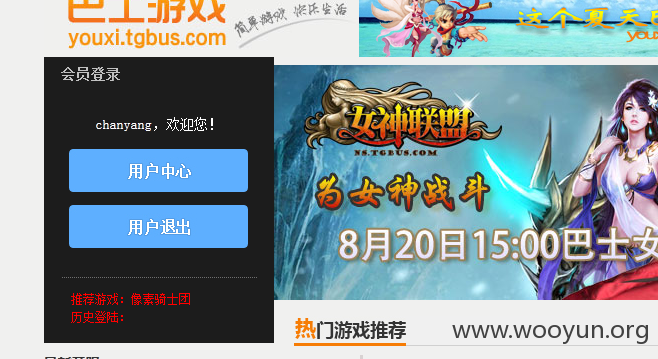 巴士游戏
youxi.tgbus.com
简单游戏 快乐生活
这个夏天
会员登录
chanyang，欢迎您！
用户中心
用户退出
推荐游戏：像素骑士团
历史登陆：
女神联盟
NS.TGBUS.COM
为女神战斗
8月20日15:00巴士女
热门游戏推荐
www.wooyun.org